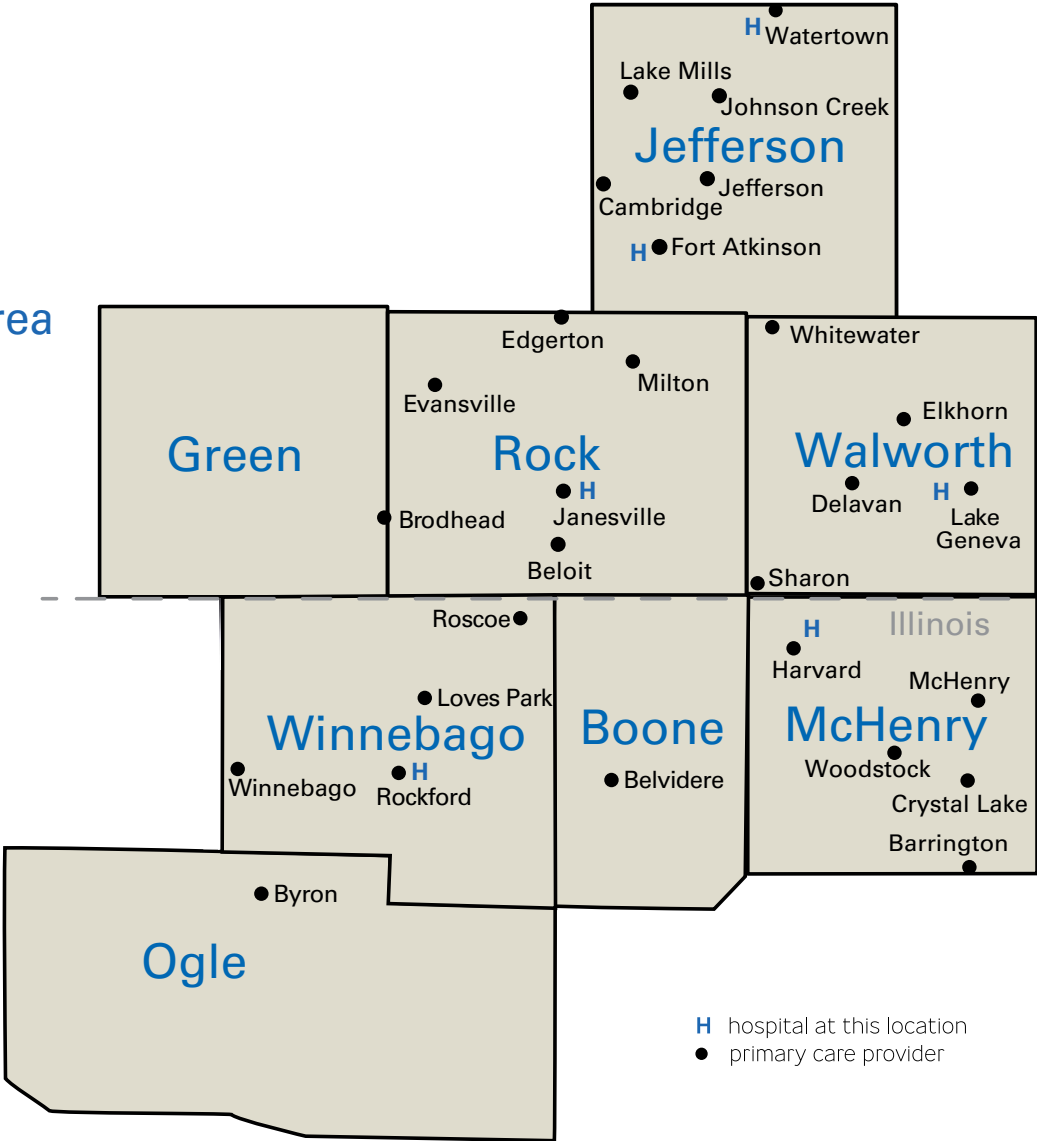 H
Watertown
Lake Mills
Johnson Creek
Jefferson
Jefferson
Cambridge
H Fort Atkinson
rea
Edgerton
Whitewater
Milton
Evansville
Elkhorn
Green
Rock
Walworth
H
Janesville
Delavan
H
Lake
Geneva
Brodhead
Beloit
Sharon
Roscoe
H
Illinois
Harvard
McHenry
Loves Park
Winnebago
Boone
McHenry
Woodstock
Winnebago
H
Rockford
Belvidere
Crystal Lake
Barrington
Byron
Ogle
H hospital at this location
primary care provider